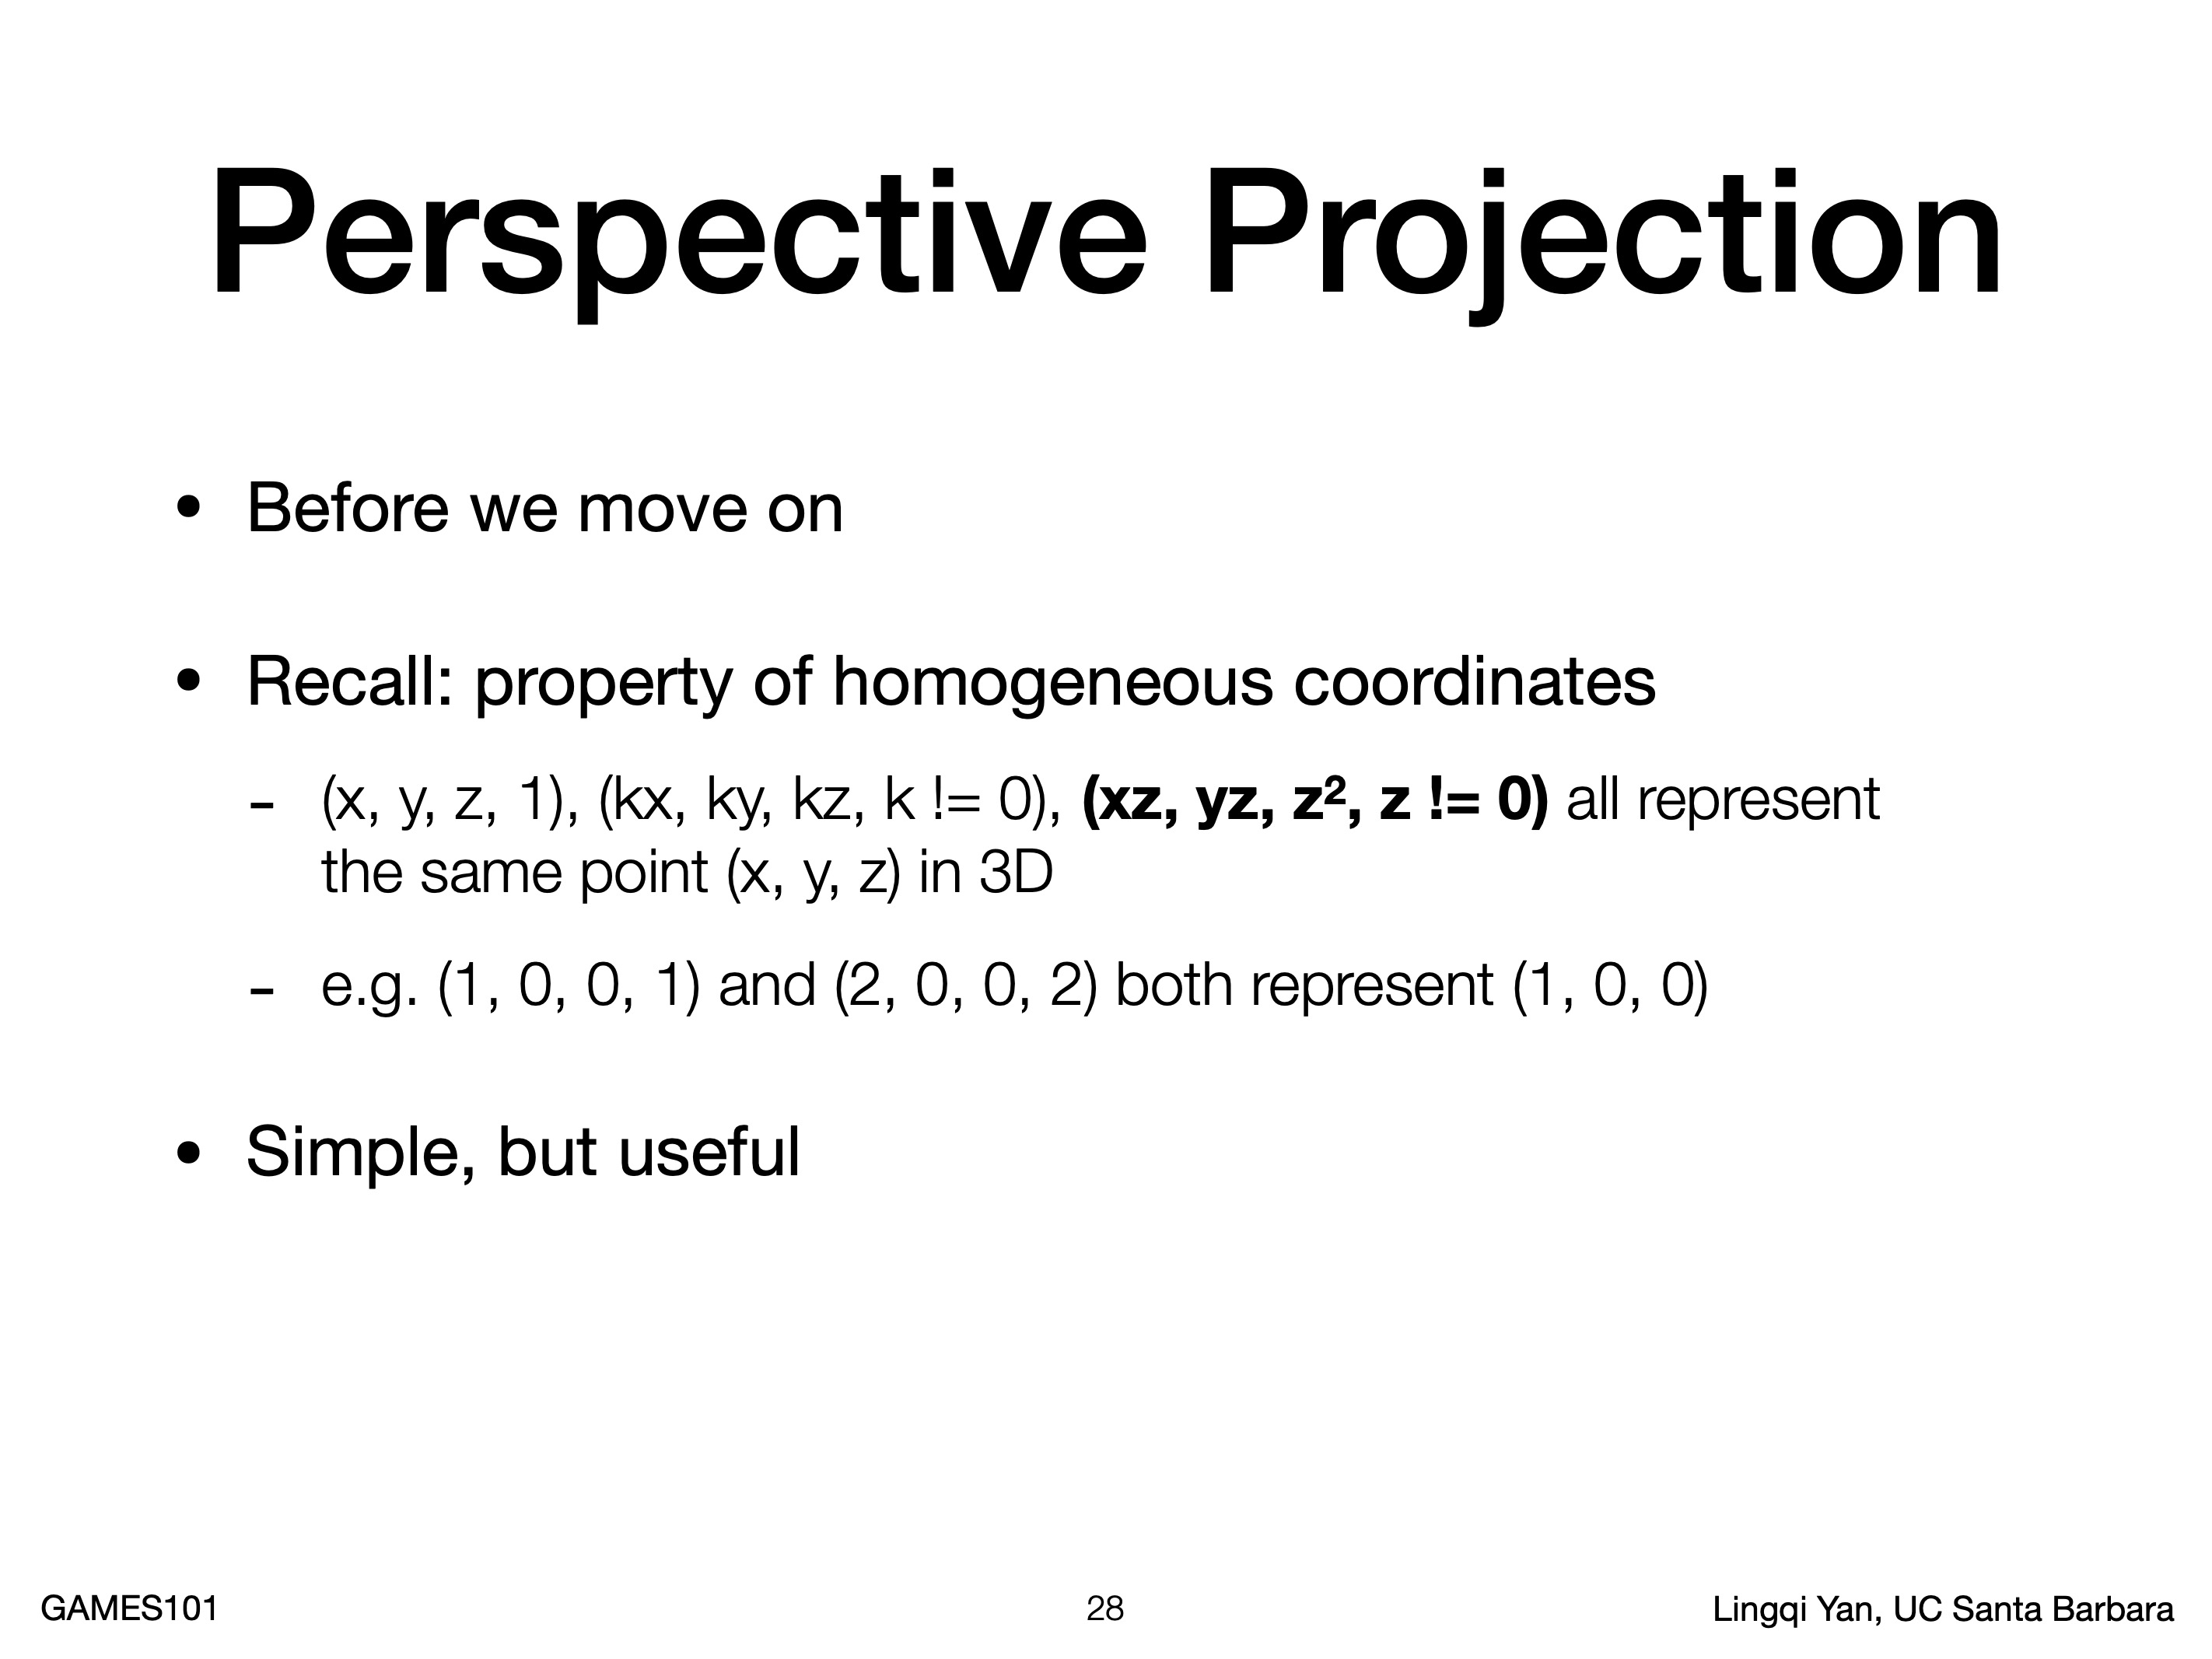 Perspective Projection
• Before we move on
• Recall: property of homogeneous coordinates
- (x, y, z, 1), (kx, ky, kz, k != 0), (xz, yz, z², z != 0) all represent
the same point (x, y, z) in 3D
- e.g. (1, 0, 0, 1) and (2, 0, 0, 2) both represent (1, 0, 0)
• Simple, but useful
GAMES101
28
Lingqi Yan, UC Santa Barbara